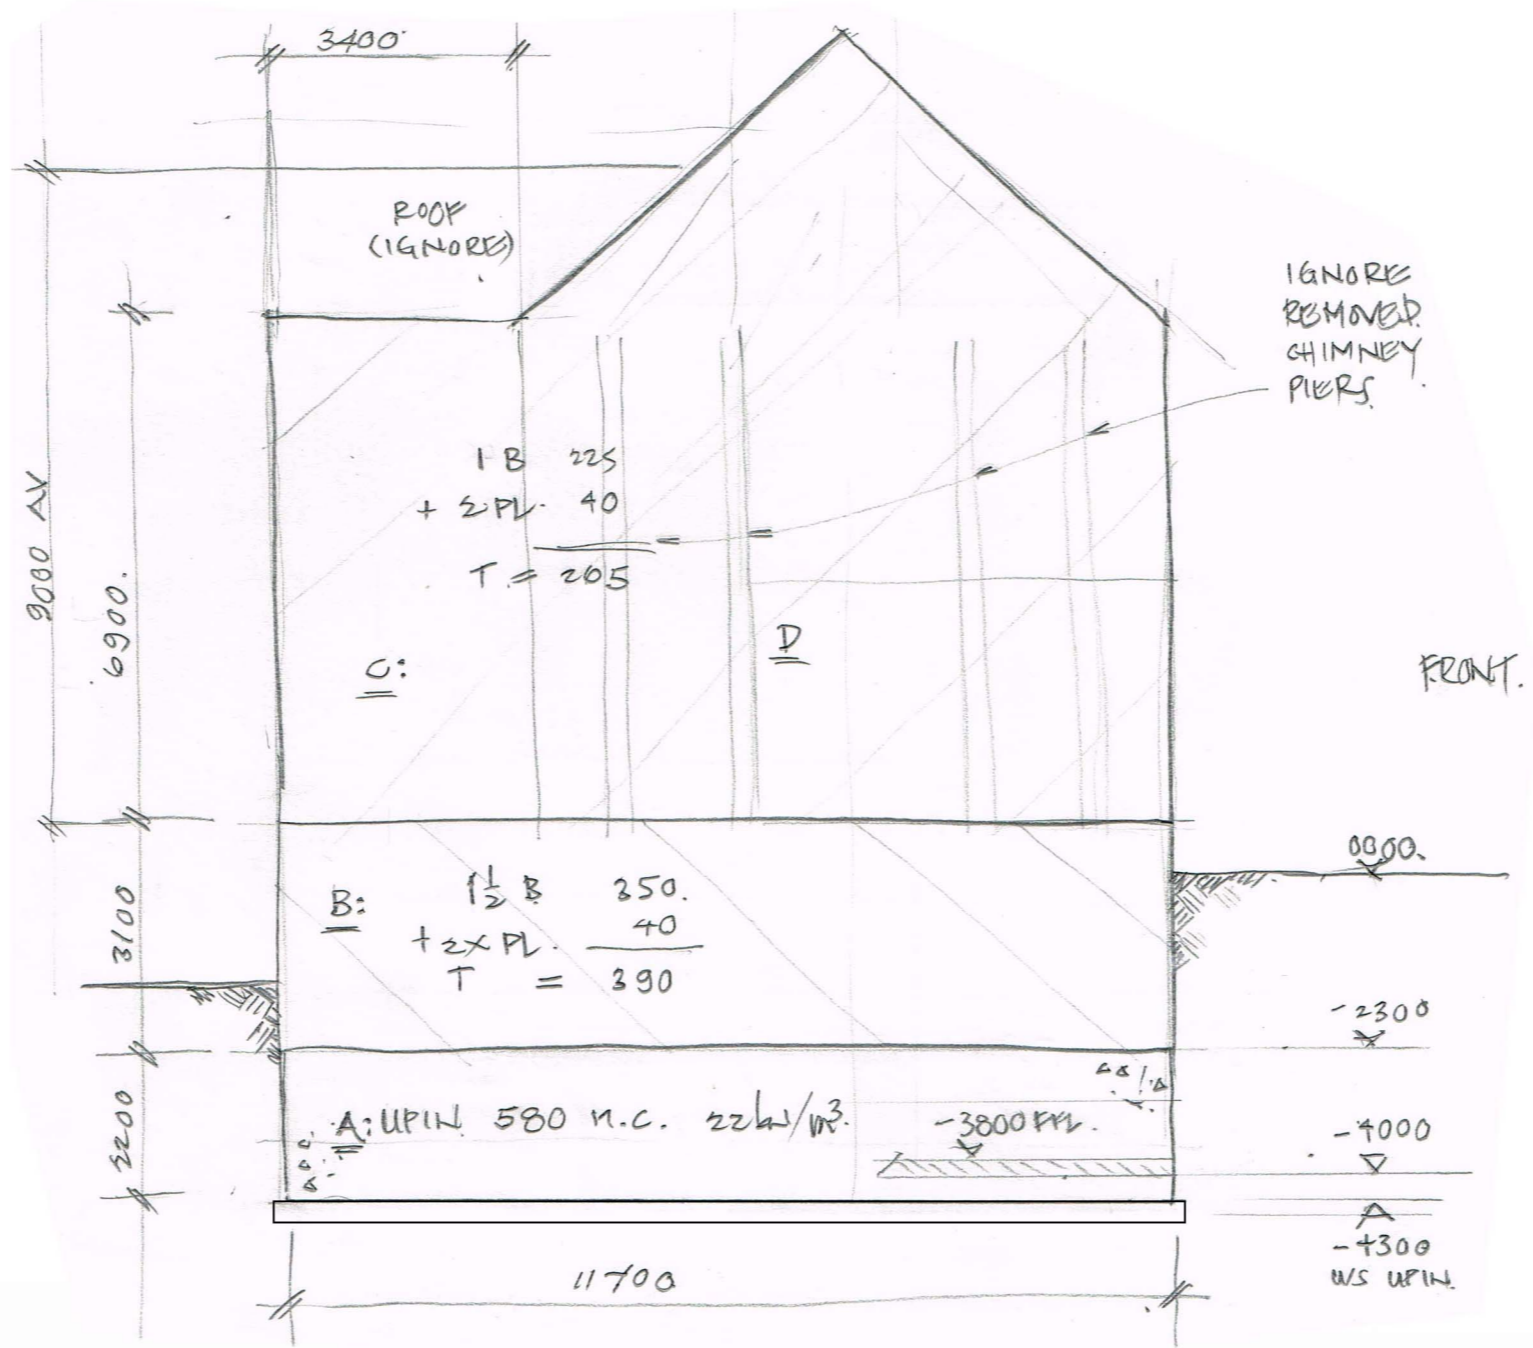 3400
ROOF
(IGNORE)
IGNORE
REMOVED.
CHIMNEY
PIERS.
9000 AV
6900.
1 B 225
+ 2 PL. 40
T = 265
C:
D
FRONT.
0000.
3100
B:
1½ B 350.
+ 2x PL. 40
T = 390
-2300
2200
A: UPIN. 580 M.C. 22kN/m³.
-3800 FFL.
-4000
-4300
U/S UPIN.
11700